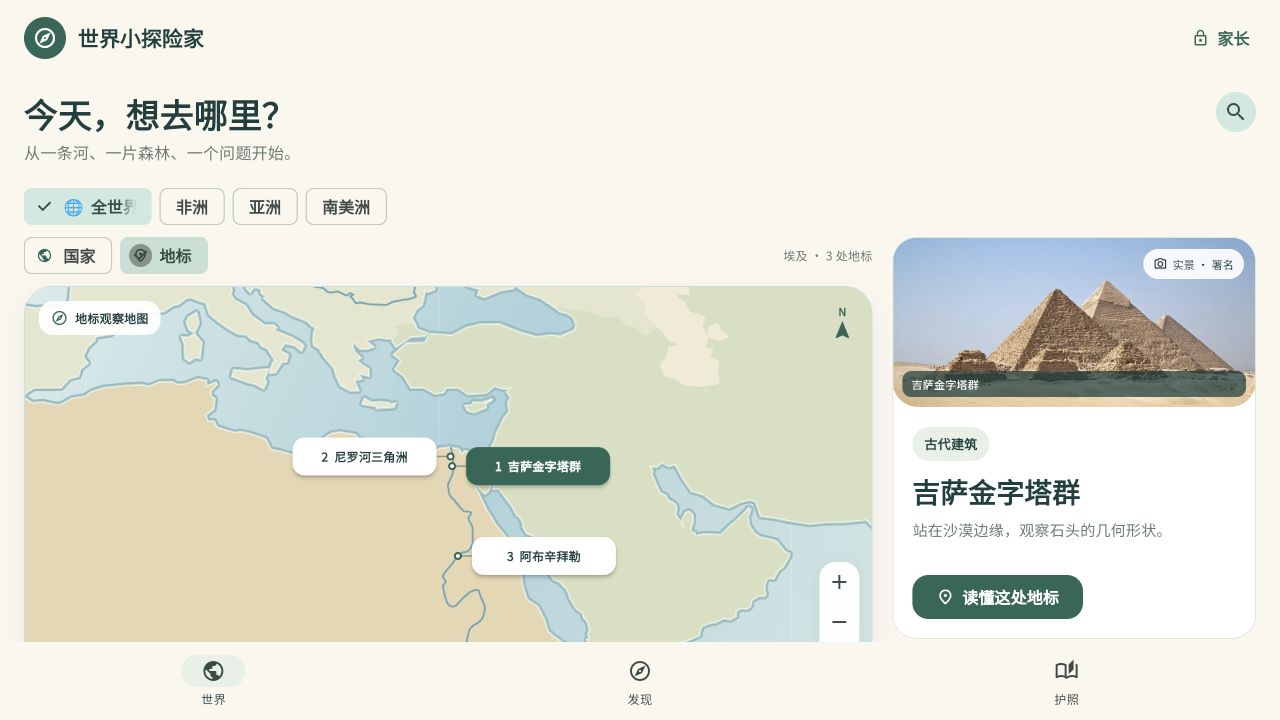 世界小探险家
家长
今天，想去哪里？
从一条河、一片森林、一个问题开始。
全世界
非洲
亚洲
南美洲
国家
地标
埃及 · 3 处地标
地标观察地图
N
2 尼罗河三角洲
1 吉萨金字塔群
3 阿布辛拜勒
+
−
实景 · 署名
吉萨金字塔群
古代建筑
吉萨金字塔群
站在沙漠边缘，观察石头的几何形状。
读懂这处地标
世界
发现
护照